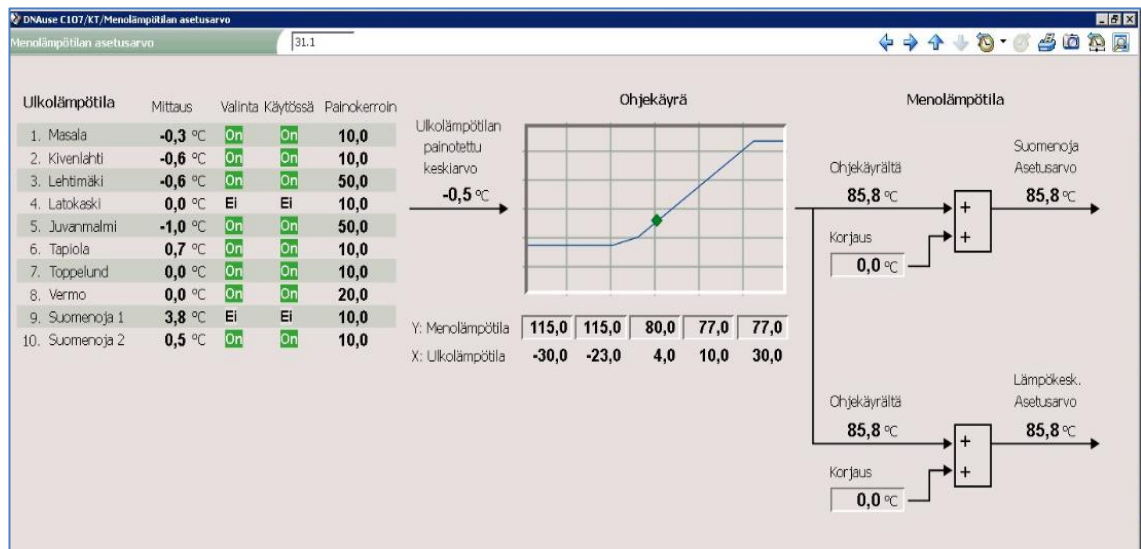 DNAuse C107/KT/Menolämpötilan asetusarvo
Menolämpötilan asetusarvo 31.1
Ulkolämpötila Mittaus Valinta Käytössä Painokerroin
1. Masala -0,3 °C On On 10,0
2. Kivenlahti -0,6 °C On On 10,0
3. Lehtimäki -0,6 °C On On 50,0
4. Latokaski 0,0 °C Ei Ei 10,0
5. Juvanmalmi -1,0 °C On On 50,0
6. Tapiola 0,7 °C On On 10,0
7. Toppelund 0,0 °C On On 10,0
8. Vermo 0,0 °C On On 20,0
9. Suomenoja 1 3,8 °C Ei Ei 10,0
10. Suomenoja 2 0,5 °C On On 10,0
Ulkolämpötilan
painotettu
keskiarvo
-0,5 °C
Ohjekäyrä
Y: Menolämpötila 115,0 115,0 80,0 77,0 77,0
X: Ulkolämpötila -30,0 -23,0 4,0 10,0 30,0
Menolämpötila
Ohjekäyrältä
85,8 °C
Korjaus
0,0 °C
+
+
Suomenoja
Asetusarvo
85,8 °C
Ohjekäyrältä
85,8 °C
Korjaus
0,0 °C
+
+
Lämpökesk.
Asetusarvo
85,8 °C